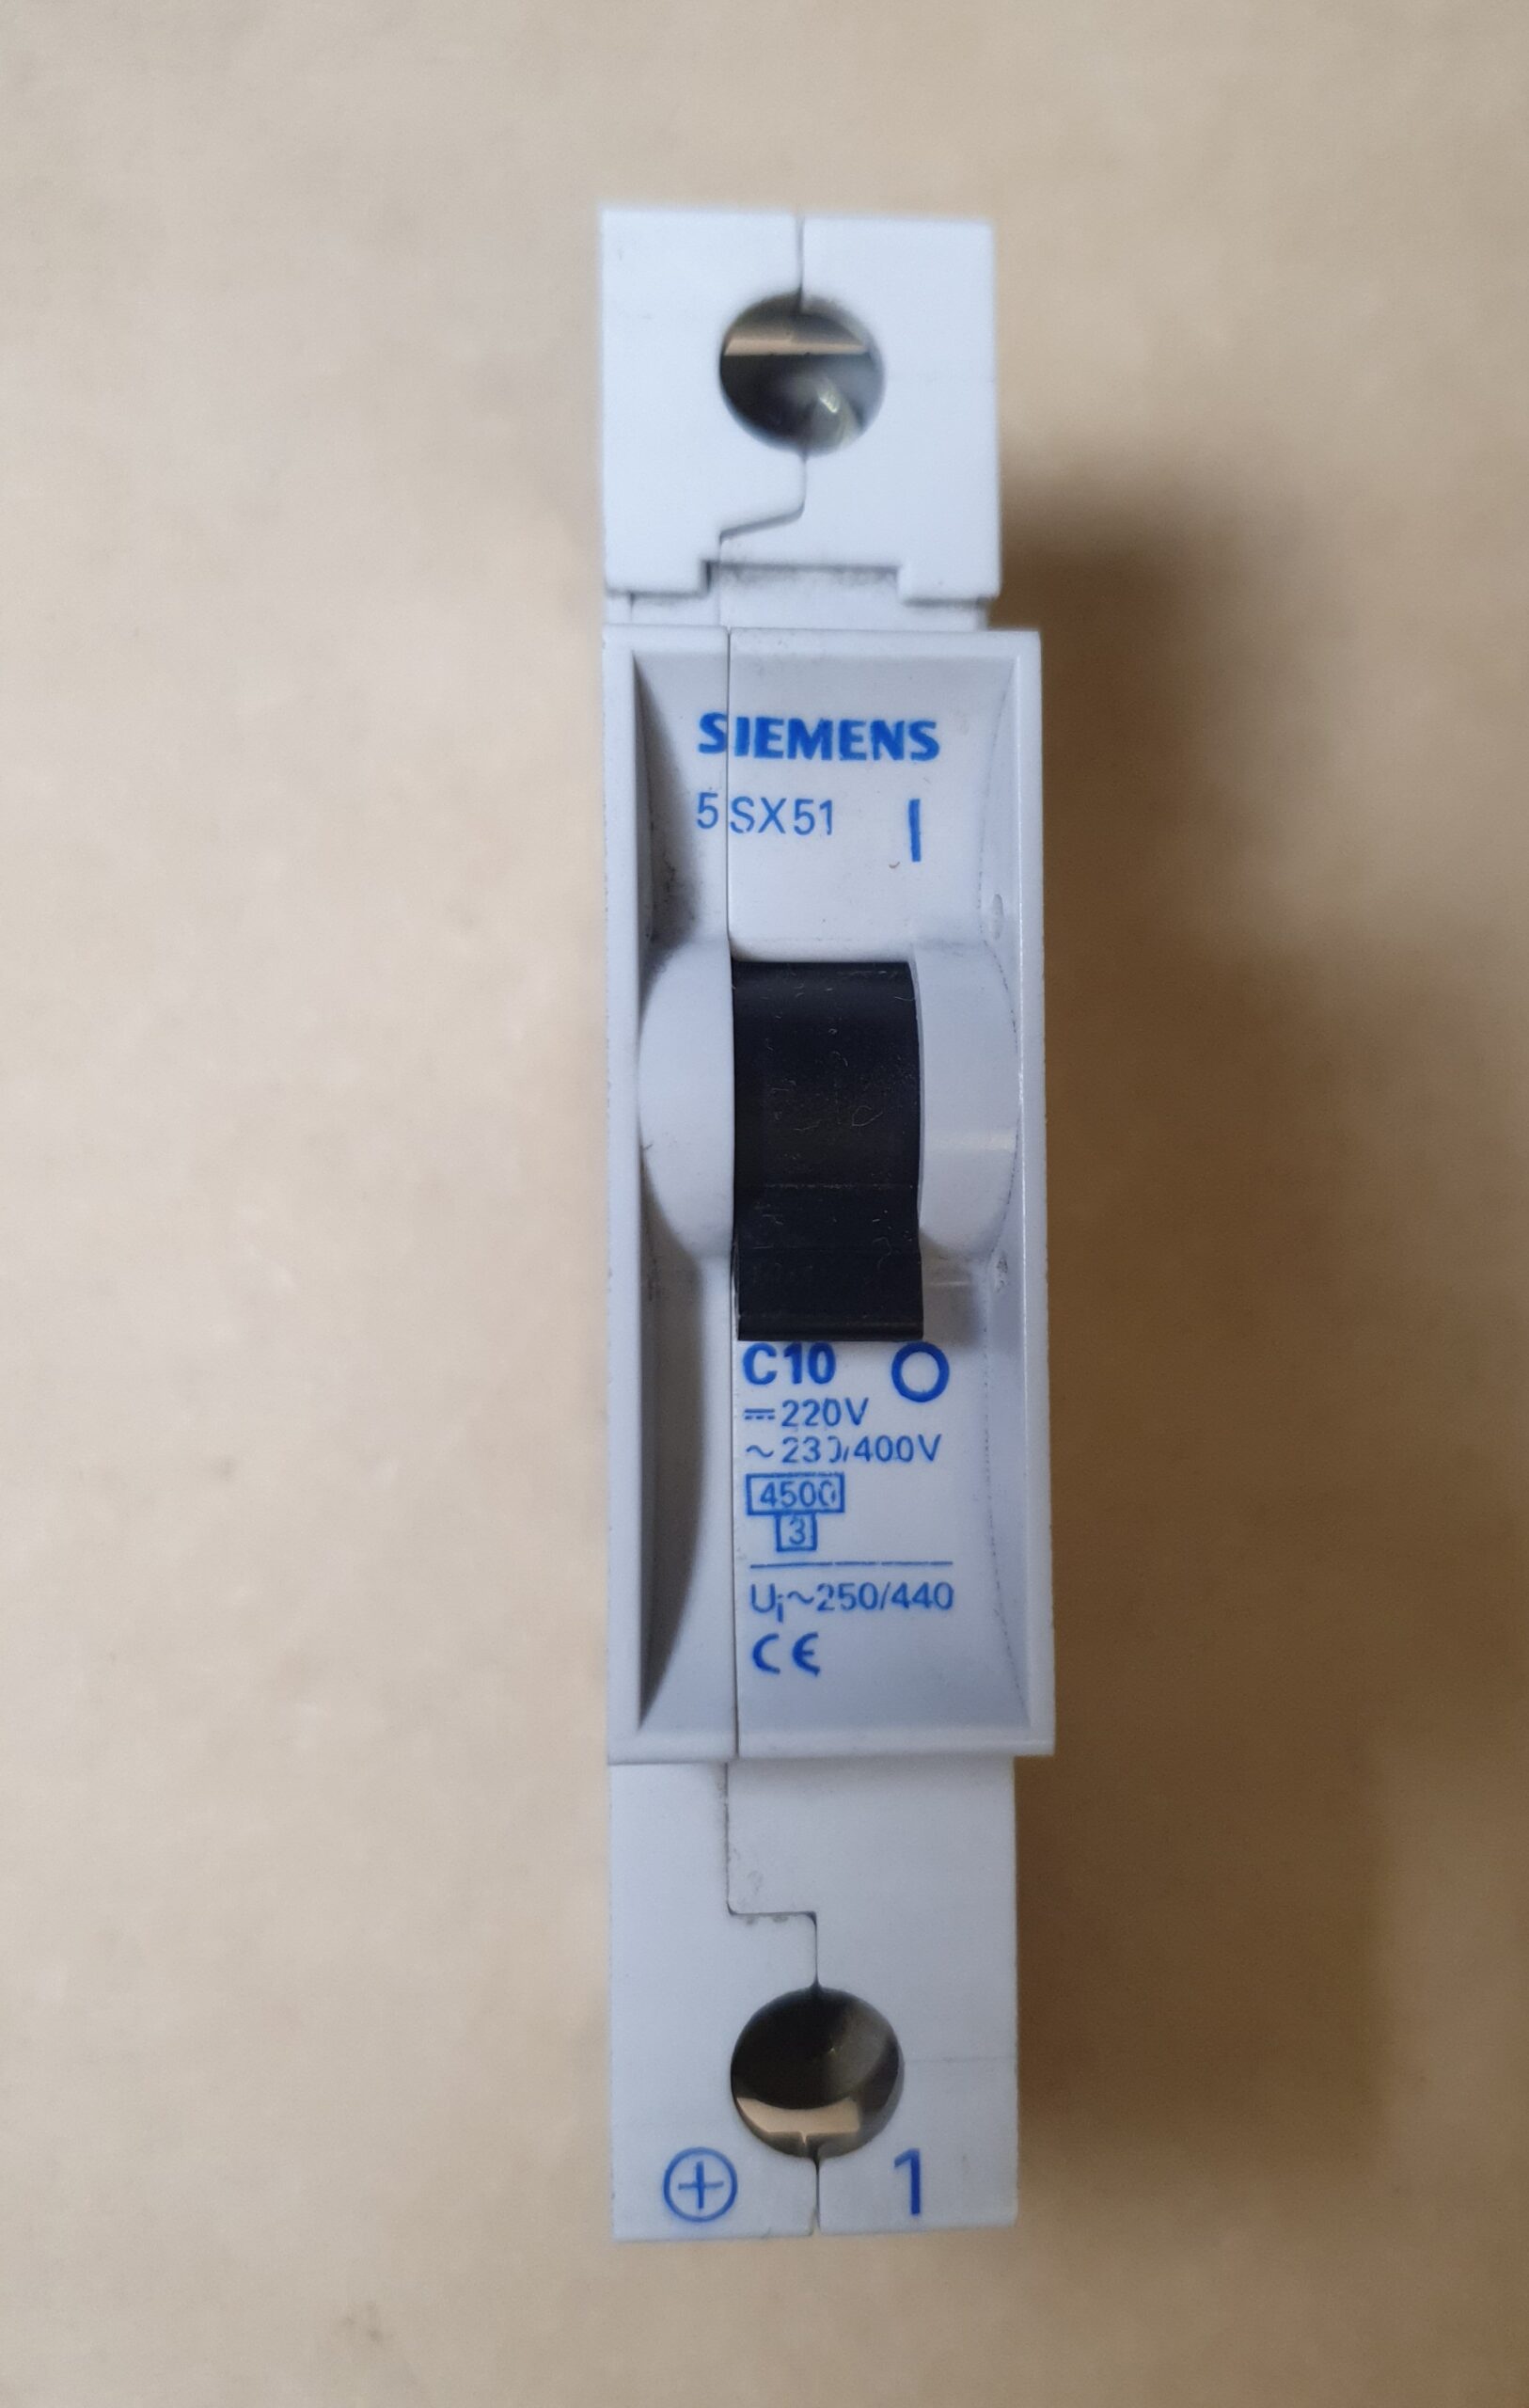 SIEMENS
5SX51 I
C10 O
⎓220V
~230/400V
4500
3
Ui~250/440
CE
+ 1